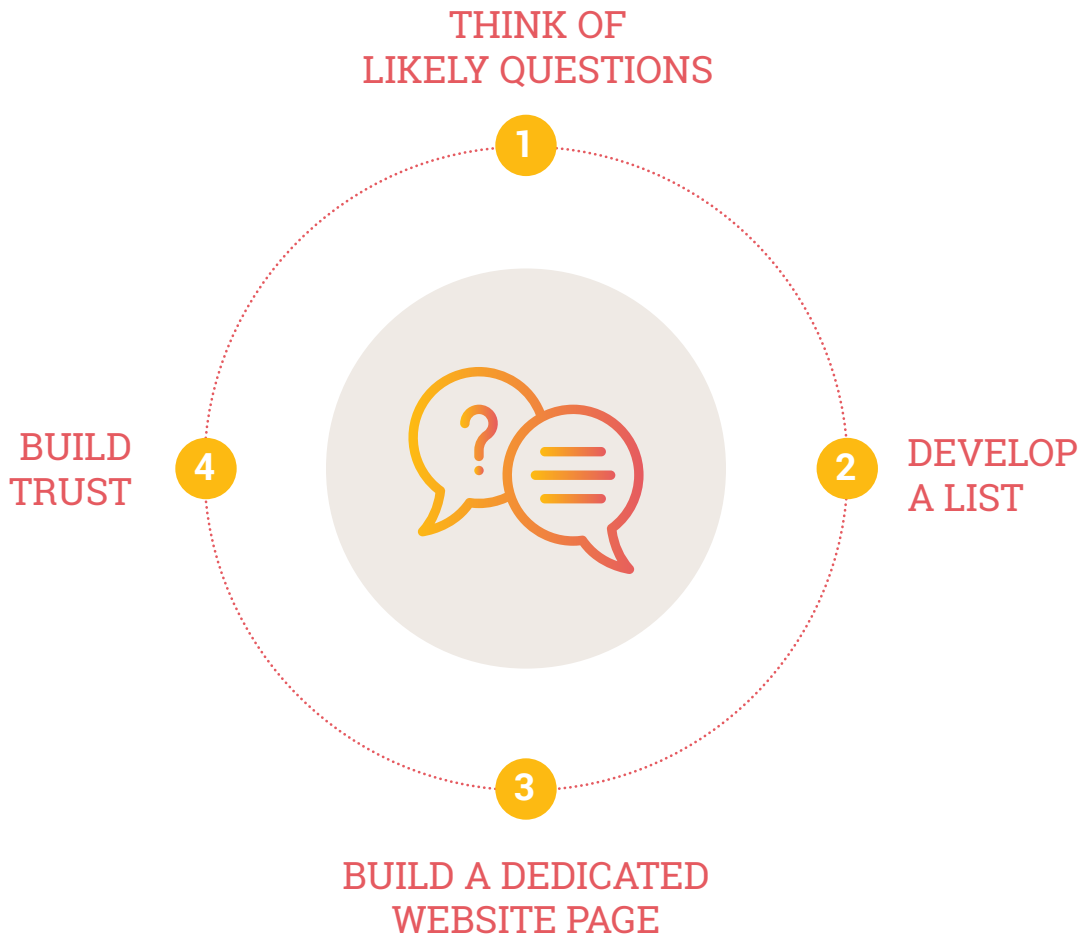 THINK OF
LIKELY QUESTIONS
1
2
DEVELOP
A LIST
3
BUILD A DEDICATED
WEBSITE PAGE
4
BUILD
TRUST